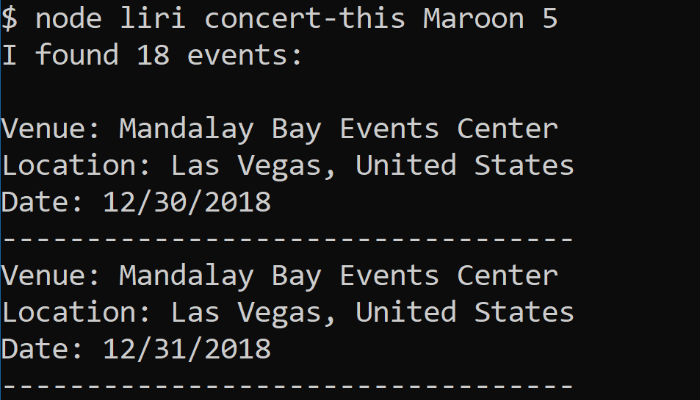 $ node liri concert-this Maroon 5
I found 18 events:

Venue: Mandalay Bay Events Center
Location: Las Vegas, United States
Date: 12/30/2018
----------------------------------
Venue: Mandalay Bay Events Center
Location: Las Vegas, United States
Date: 12/31/2018
----------------------------------